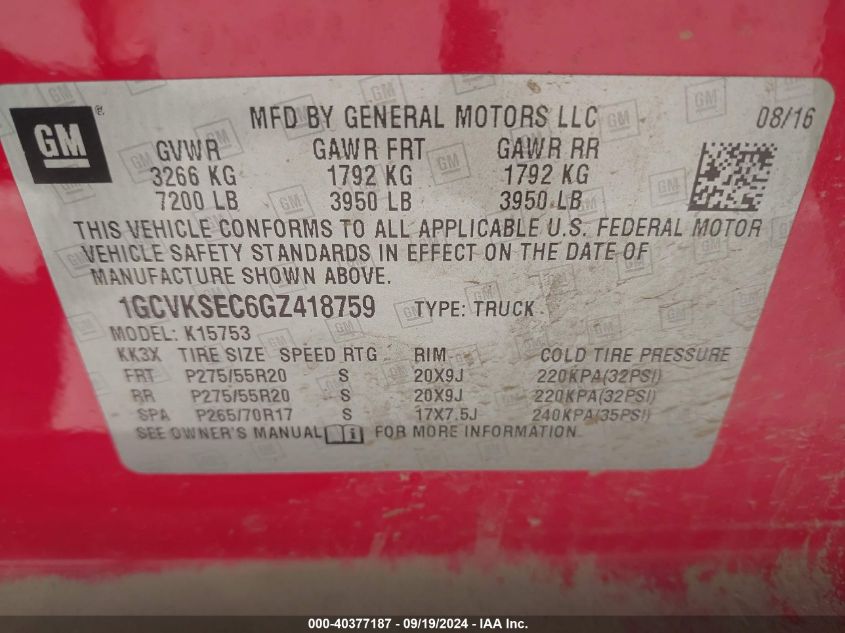 GM
MFD BY GENERAL MOTORS LLC 08/16
GVWR GAWR FRT GAWR RR
3266 KG 1792 KG 1792 KG
7200 LB 3950 LB 3950 LB
THIS VEHICLE CONFORMS TO ALL APPLICABLE U.S. FEDERAL MOTOR
VEHICLE SAFETY STANDARDS IN EFFECT ON THE DATE OF
MANUFACTURE SHOWN ABOVE.
1GCVKSEC6GZ418759 TYPE: TRUCK
MODEL: K15753
KK3X TIRE SIZE SPEED RTG RIM COLD TIRE PRESSURE
FRT P275/55R20 S 20X9J 220KPA(32PSI)
RR P275/55R20 S 20X9J 220KPA(32PSI)
SPA P265/70R17 S 17X7.5J 240KPA(35PSI)
SEE OWNER'S MANUAL FOR MORE INFORMATION.
000-40377187 - 09/19/2024 - IAA Inc.